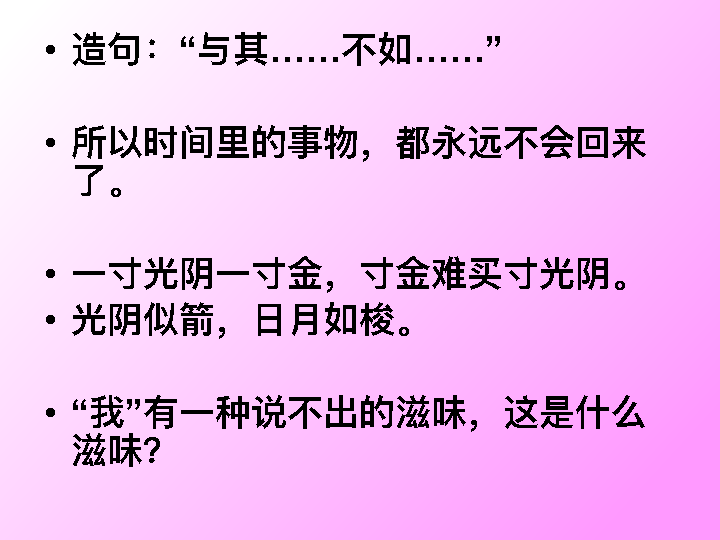 • 造句：“与其……不如……”
• 所以时间里的事物，都永远不会回来
了。
• 一寸光阴一寸金，寸金难买寸光阴。
• 光阴似箭，日月如梭。
• “我”有一种说不出的滋味，这是什么
滋味？